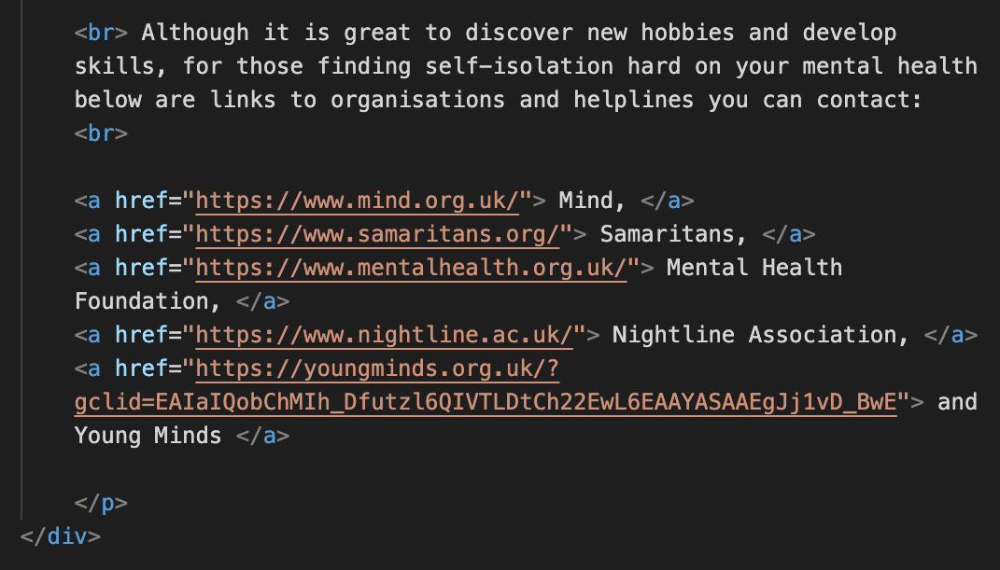 <br> Although it is great to discover new hobbies and develop
skills, for those finding self-isolation hard on your mental health
below are links to organisations and helplines you can contact:
<br>
<a href="https://www.mind.org.uk/"> Mind, </a>
<a href="https://www.samaritans.org/"> Samaritans, </a>
<a href="https://www.mentalhealth.org.uk/"> Mental Health
Foundation, </a>
<a href="https://www.nightline.ac.uk/"> Nightline Association, </a>
<a href="https://youngminds.org.uk/?
gclid=EAIaIQobChMIh_Dfutzl6QIVTLDtCh22EwL6EAAYASAAEgJj1vD_BwE"> and
Young Minds </a>
</p>
</div>